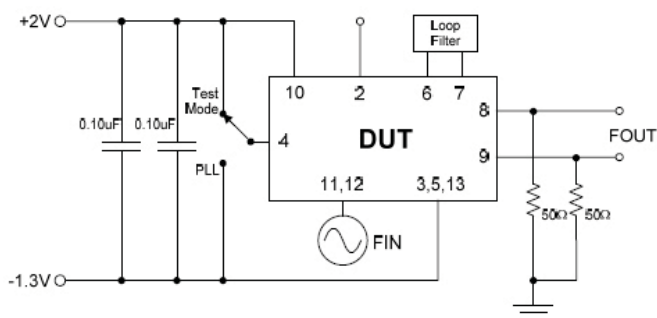 +2V
Loop
Filter
Test
Mode
10
2
6
7
8
0.10uF
0.10uF
4
DUT
FOUT
9
PLL
11,12
3,5,13
50Ω
50Ω
FIN
-1.3V